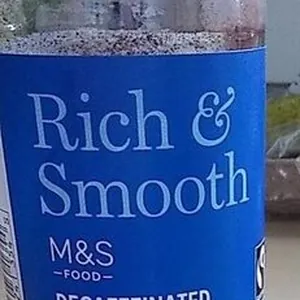 Rich &
Smooth
M&S
FOOD
DECAFFEINATED